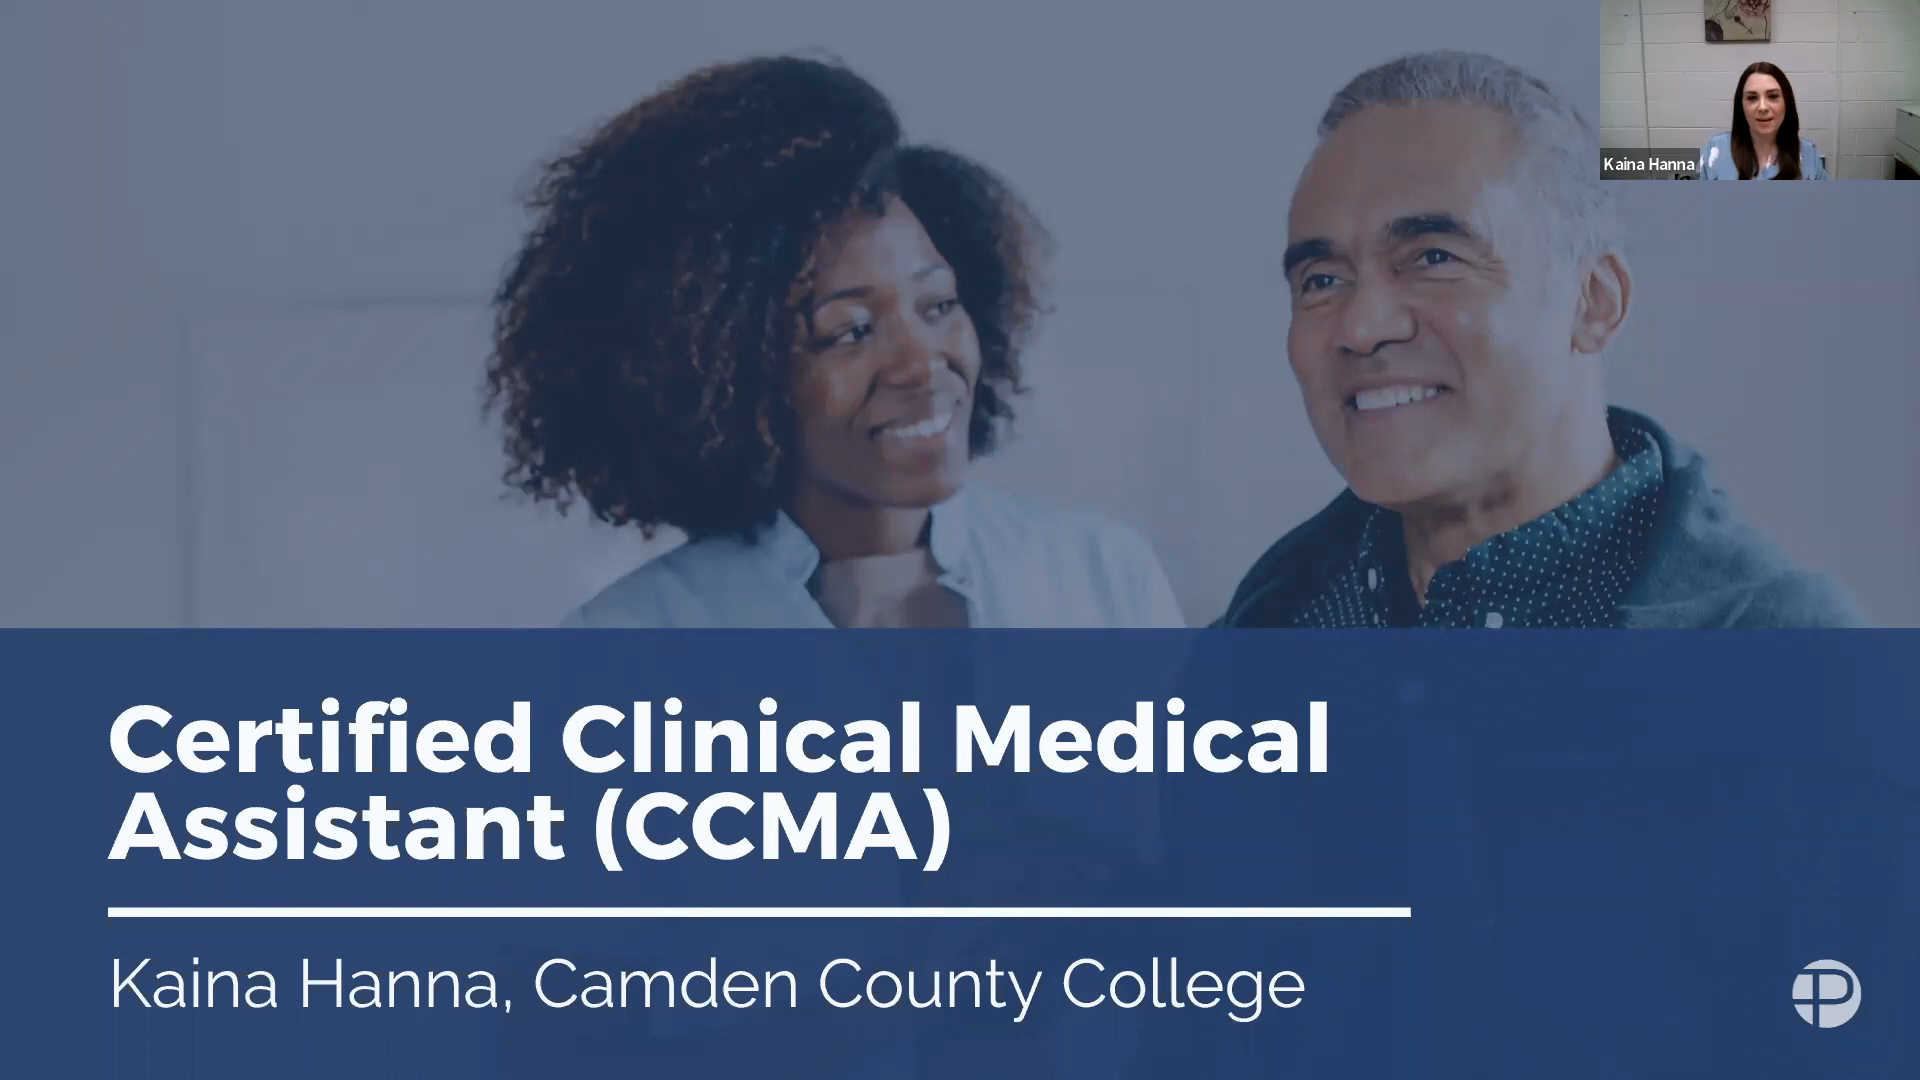 Kaina Hanna
Certified Clinical Medical
Assistant (CCMA)
Kaina Hanna, Camden County College